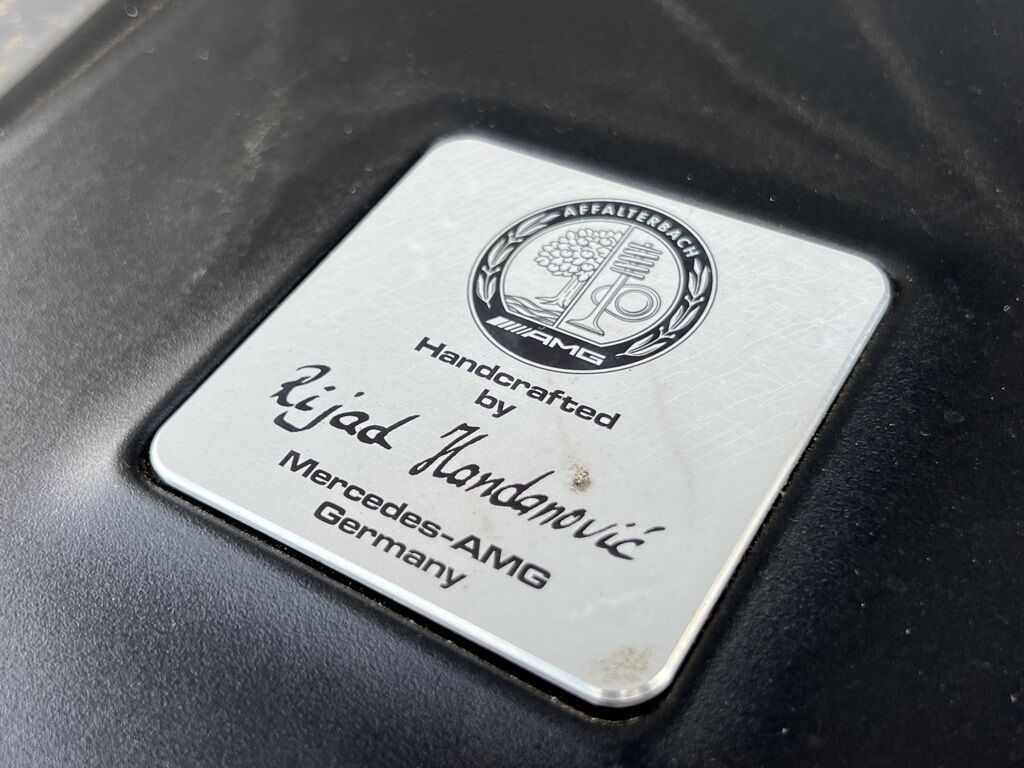 AFFALTERBACH
AMG
Handcrafted
by
Rijad Handanović
Mercedes-AMG
Germany